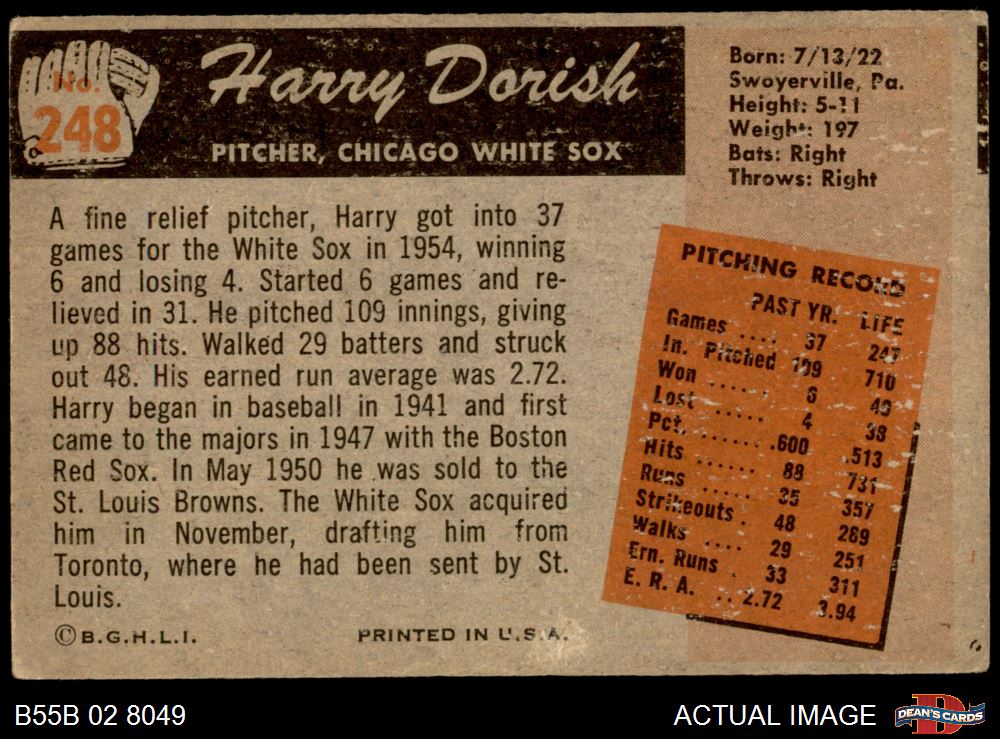 No.
248
Harry Dorish
PITCHER, CHICAGO WHITE SOX
Born: 7/13/22
Swoyerville, Pa.
Height: 5-11
Weight: 197
Bats: Right
Throws: Right
A fine relief pitcher, Harry got into 37
games for the White Sox in 1954, winning
6 and losing 4. Started 6 games and re-
lieved in 31. He pitched 109 innings, giving
up 88 hits. Walked 29 batters and struck
out 48. His earned run average was 2.72.
Harry began in baseball in 1941 and first
came to the majors in 1947 with the Boston
Red Sox. In May 1950 he was sold to the
St. Louis Browns. The White Sox acquired
him in November, drafting him from
Toronto, where he had been sent by St.
Louis.
©B.G.H.L.I. PRINTED IN U.S.A.
PITCHING RECORD
PAST YR. LIFE
Games .... 37 247
In. Pitched 109 710
Won ...... 6 40
Lost ..... 4 38
Pct. ...... .600 .513
Hits ...... 88 731
Runs ..... 35 357
Strikeouts . 48 289
Walks .... 29 251
Ern. Runs . 33 311
E. R. A. .. 2.72 3.94
B55B 02 8049
ACTUAL IMAGE
D
DEAN'S CARDS